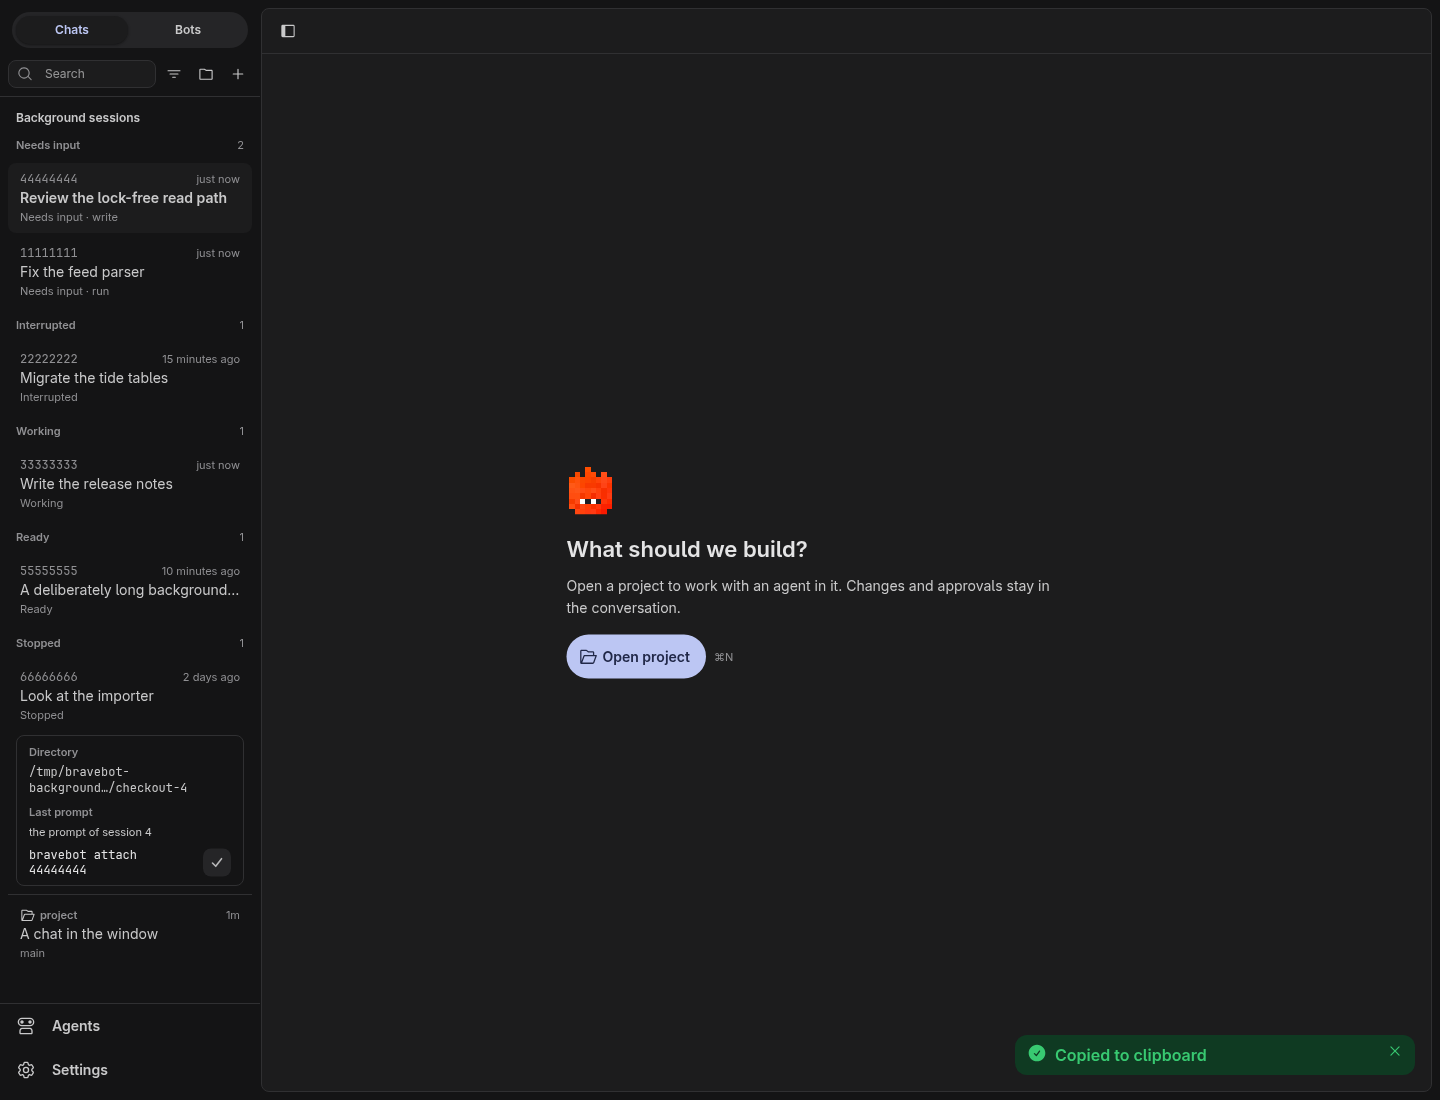 Chats
Bots
Search
Background sessions
Needs input 2
44444444 just now
Review the lock-free read path
Needs input · write
11111111 just now
Fix the feed parser
Needs input · run
Interrupted 1
22222222 15 minutes ago
Migrate the tide tables
Interrupted
Working 1
33333333 just now
Write the release notes
Working
Ready 1
55555555 10 minutes ago
A deliberately long background…
Ready
Stopped 1
66666666 2 days ago
Look at the importer
Stopped
Directory
/tmp/bravebot-
background…/checkout-4
Last prompt
the prompt of session 4
bravebot attach
44444444
project 1m
A chat in the window
main
Agents
Settings
What should we build?
Open a project to work with an agent in it. Changes and approvals stay in
the conversation.
Open project ⌘N
Copied to clipboard